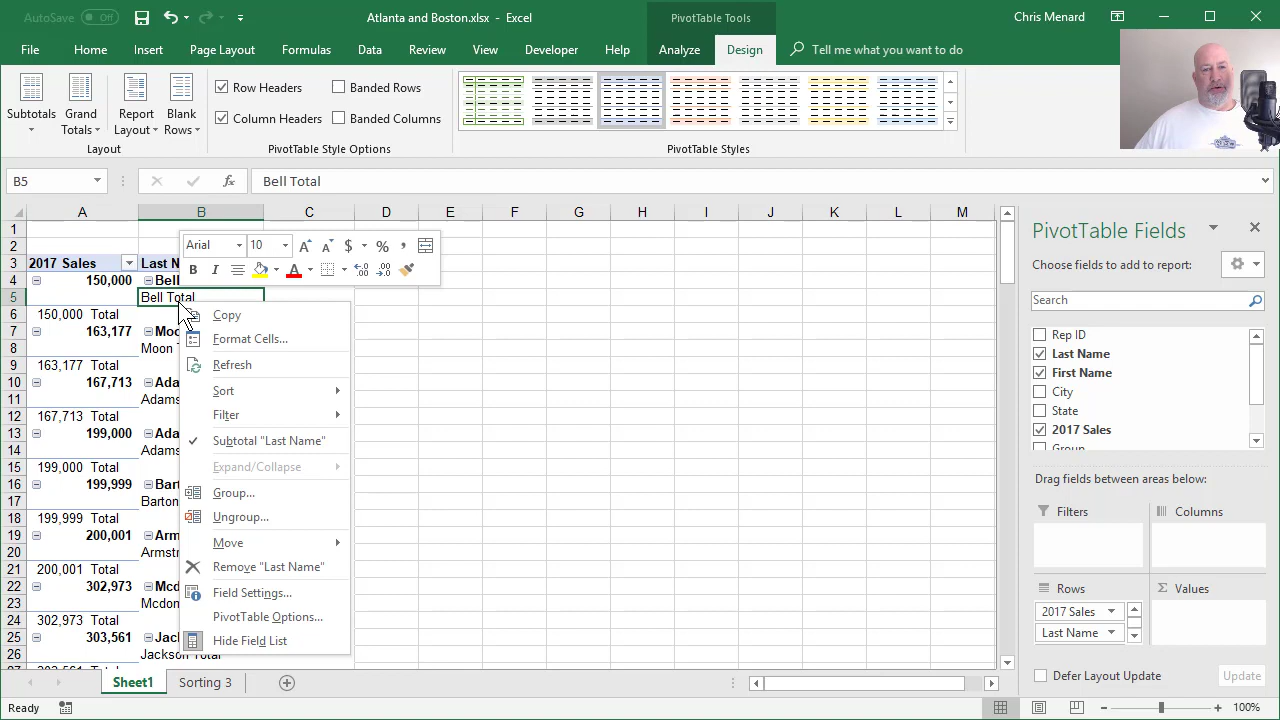 AutoSave Off
Atlanta and Boston.xlsx - Excel
PivotTable Tools
Chris Menard
File Home Insert Page Layout Formulas Data Review View Developer Help Analyze Design Tell me what you want to do
Subtotals
Grand Totals
Report Layout
Blank Rows
Layout
Row Headers
Banded Rows
Column Headers
Banded Columns
PivotTable Style Options
PivotTable Styles
B5
fx
Bell Total
A B C D E F G H I J K L M
1
2
3 2017 Sales Last N
4 150,000 Bell
5 Bell Total
6 150,000 Total
7 163,177 Moo
8 Moon T
9 163,177 Total
10 167,713 Ada
11 Adams
12 167,713 Total
13 199,000 Ada
14 Adams
15 199,000 Total
16 199,999 Bart
17 Barton
18 199,999 Total
19 200,001 Arm
20 Armstr
21 200,001 Total
22 302,973 Mcd
23 Mcdon
24 302,973 Total
25 303,561 Jack
26 Jackson Total
27 303,561 Total
Arial 10 A A $ % ,
B I A
Copy
Format Cells...
Refresh
Sort
Filter
Subtotal "Last Name"
Expand/Collapse
Group...
Ungroup...
Move
Remove "Last Name"
Field Settings...
PivotTable Options...
Hide Field List
PivotTable Fields
Choose fields to add to report:
Search
Rep ID
Last Name
First Name
City
State
2017 Sales
Group
Drag fields between areas below:
Filters
Columns
Rows
Values
2017 Sales
Last Name
Defer Layout Update
Update
Sheet1 Sorting 3
Ready
100%